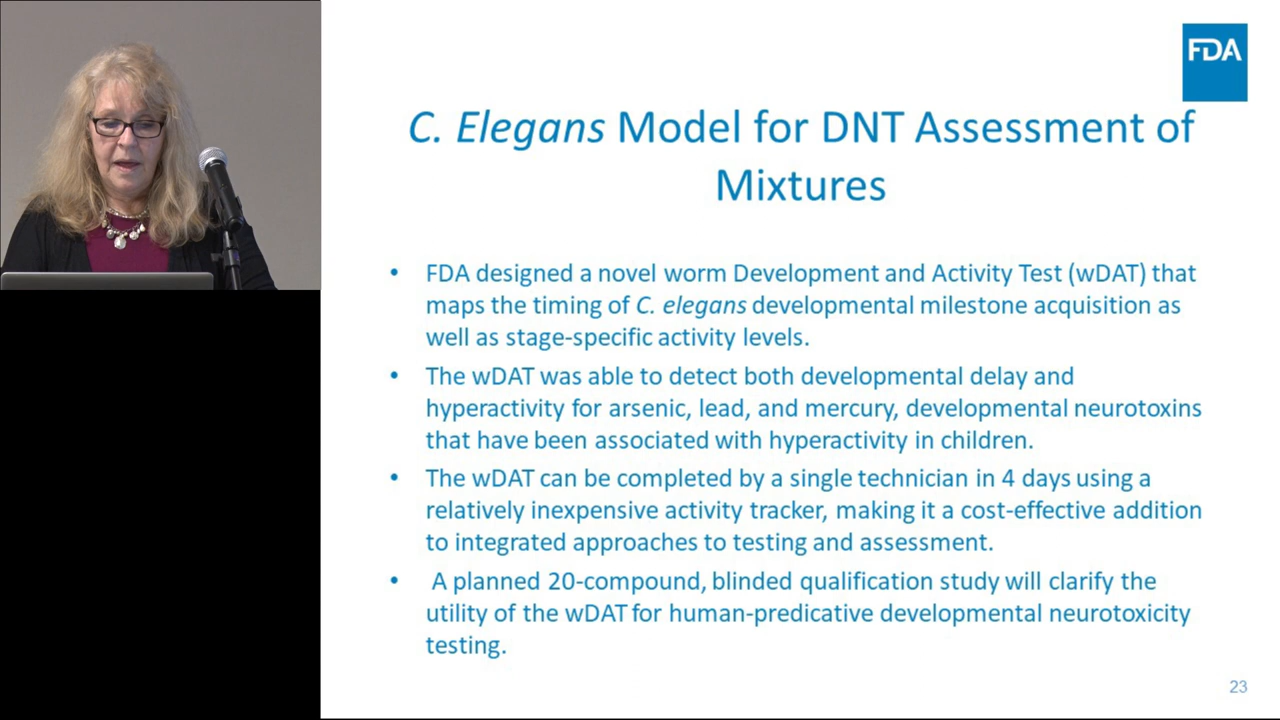 FDA
C. Elegans Model for DNT Assessment of
Mixtures
• FDA designed a novel worm Development and Activity Test (wDAT) that
maps the timing of C. elegans developmental milestone acquisition as
well as stage-specific activity levels.
• The wDAT was able to detect both developmental delay and
hyperactivity for arsenic, lead, and mercury, developmental neurotoxins
that have been associated with hyperactivity in children.
• The wDAT can be completed by a single technician in 4 days using a
relatively inexpensive activity tracker, making it a cost-effective addition
to integrated approaches to testing and assessment.
• A planned 20-compound, blinded qualification study will clarify the
utility of the wDAT for human-predicative developmental neurotoxicity
testing.
23